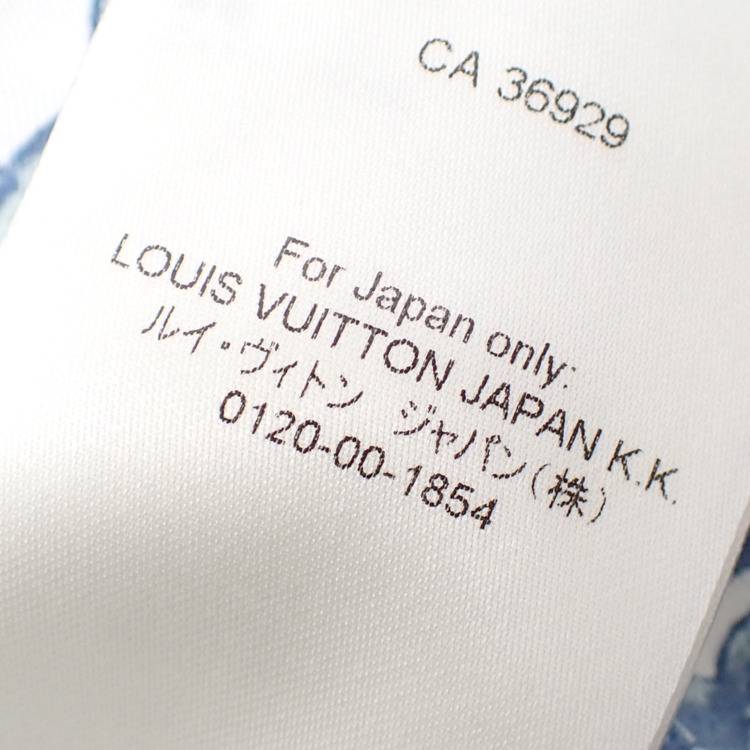 CA 36929
For Japan only:
LOUIS VUITTON JAPAN K.K.
ルイ・ヴィトン　ジャパン（株）
0120-00-1854